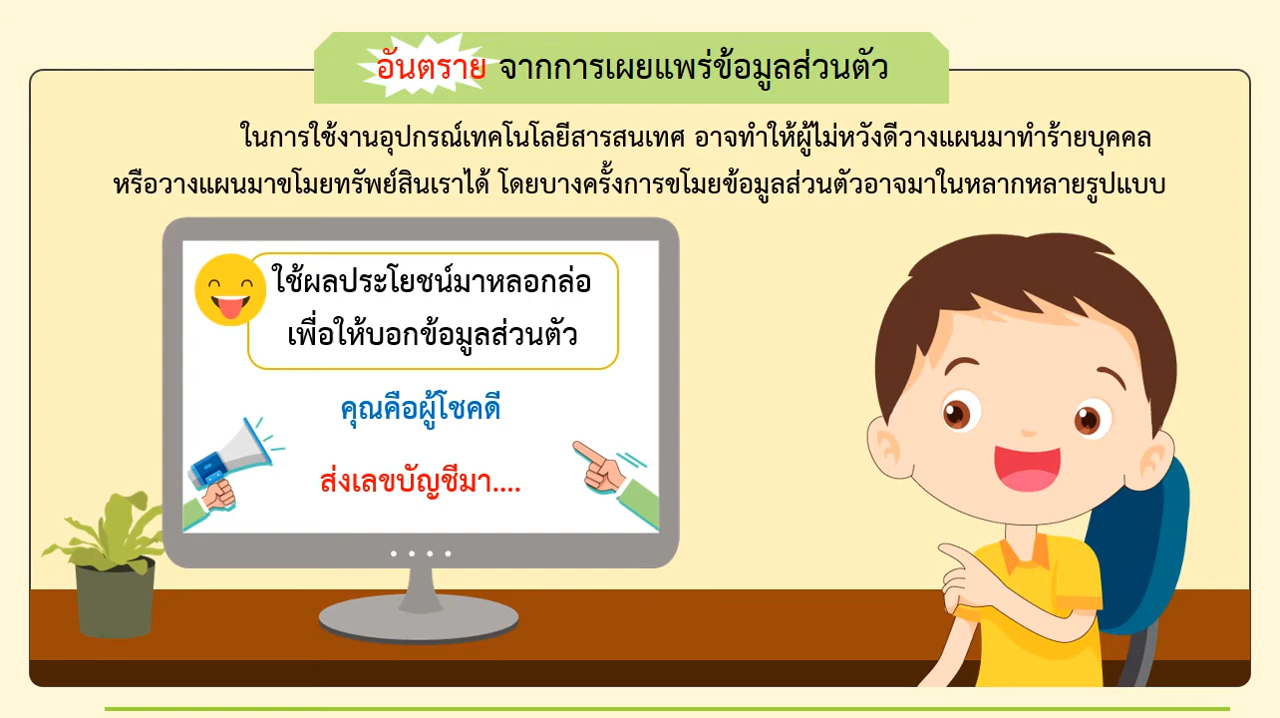 อันตราย จากการเผยแพร่ข้อมูลส่วนตัว
ในการใช้งานอุปกรณ์เทคโนโลยีสารสนเทศ อาจทำให้ผู้ไม่หวังดีวางแผนมาทำร้ายบุคคล
หรือวางแผนมาขโมยทรัพย์สินเราได้ โดยบางครั้งการขโมยข้อมูลส่วนตัวอาจมาในหลากหลายรูปแบบ
ใช้ผลประโยชน์มาหลอกล่อ
เพื่อให้บอกข้อมูลส่วนตัว
คุณคือผู้โชคดี
ส่งเลขบัญชีมา....